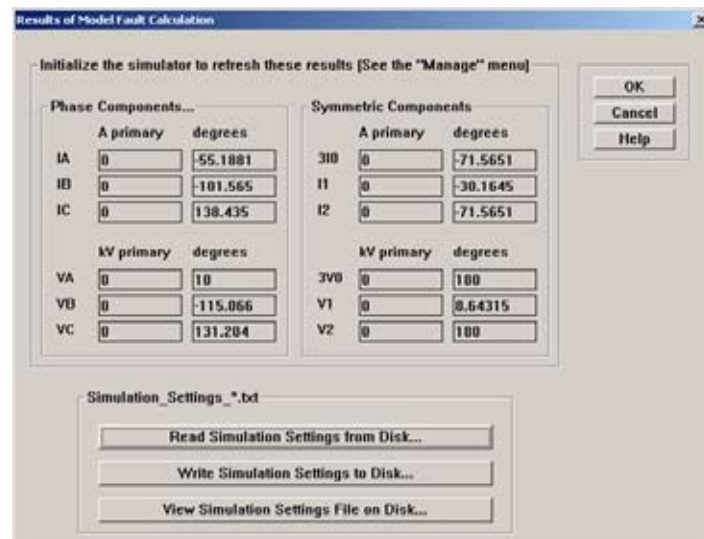 Results of Model Fault Calculation
Initialize the simulator to refresh these results (See the "Manage" menu)
OK
Cancel
Help
Phase Components...
A primary degrees
IA 0 -55.1881
IB 0 -101.565
IC 0 138.435
kV primary degrees
VA 0 10
VB 0 -115.066
VC 0 131.204
Symmetric Components
A primary degrees
3I0 0 -71.5651
I1 0 -30.1645
I2 0 -71.5651
kV primary degrees
3V0 0 180
V1 0 8.64315
V2 0 180
Simulation_Settings_*.txt
Read Simulation Settings from Disk...
Write Simulation Settings to Disk...
View Simulation Settings File on Disk...